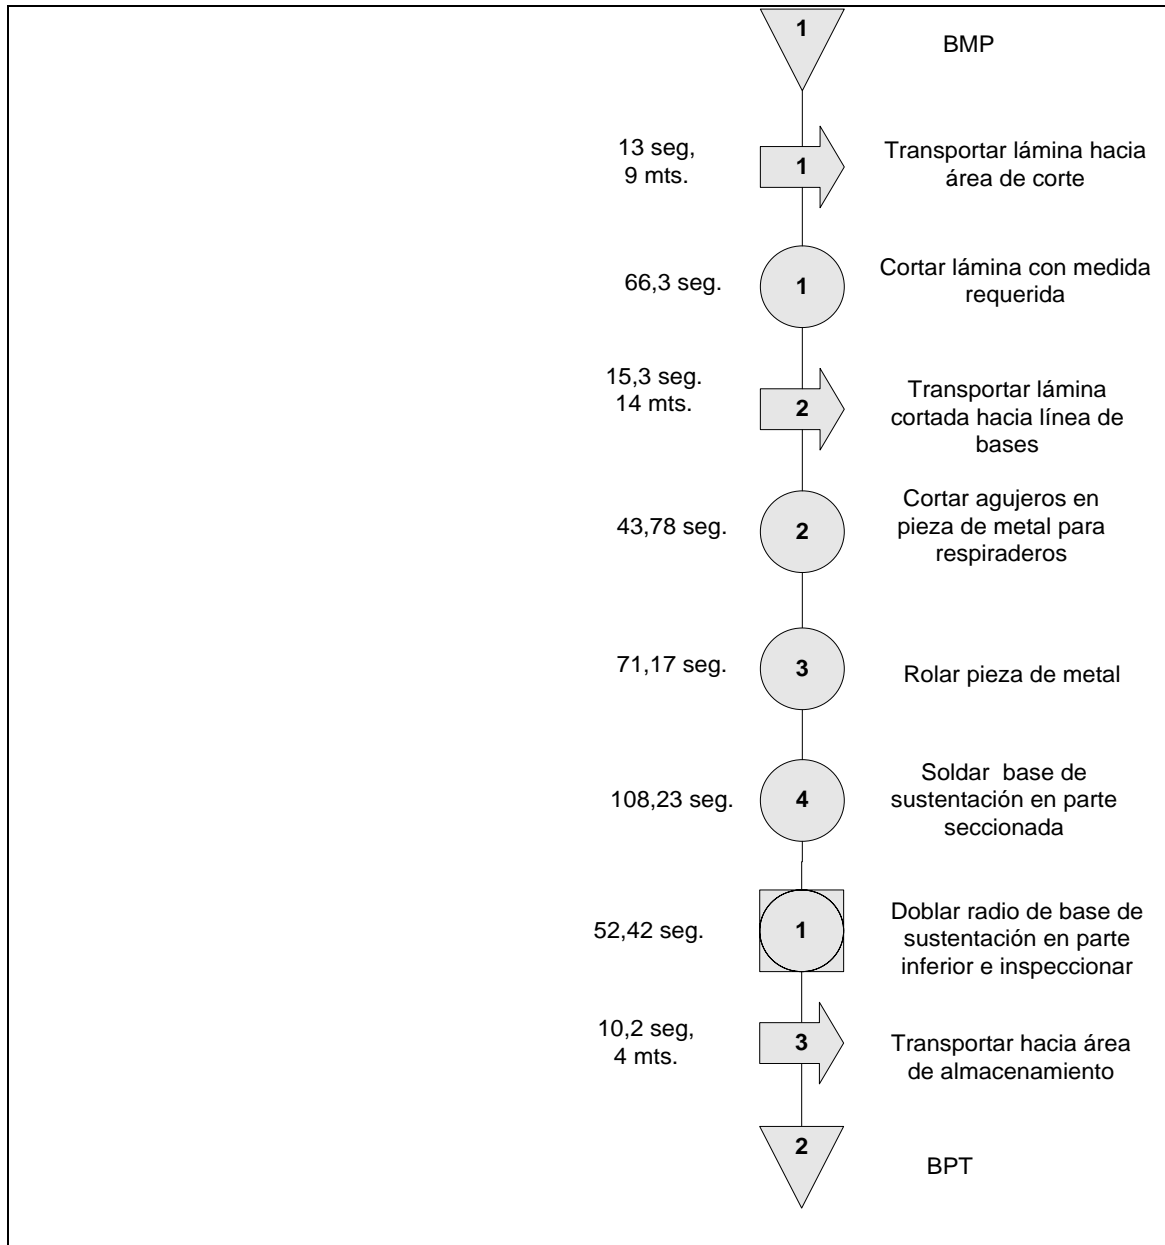 1
BMP
13 seg,
9 mts.
1
Transportar lámina hacia
área de corte
66,3 seg.
1
Cortar lámina con medida
requerida
15,3 seg.
14 mts.
2
Transportar lámina
cortada hacia línea de
bases
43,78 seg.
2
Cortar agujeros en
pieza de metal para
respiraderos
71,17 seg.
3
Rolar pieza de metal
108,23 seg.
4
Soldar  base de
sustentación en parte
seccionada
52,42 seg.
1
Doblar radio de base de
sustentación en parte
inferior e inspeccionar
10,2 seg,
4 mts.
3
Transportar hacia área
de almacenamiento
2
BPT